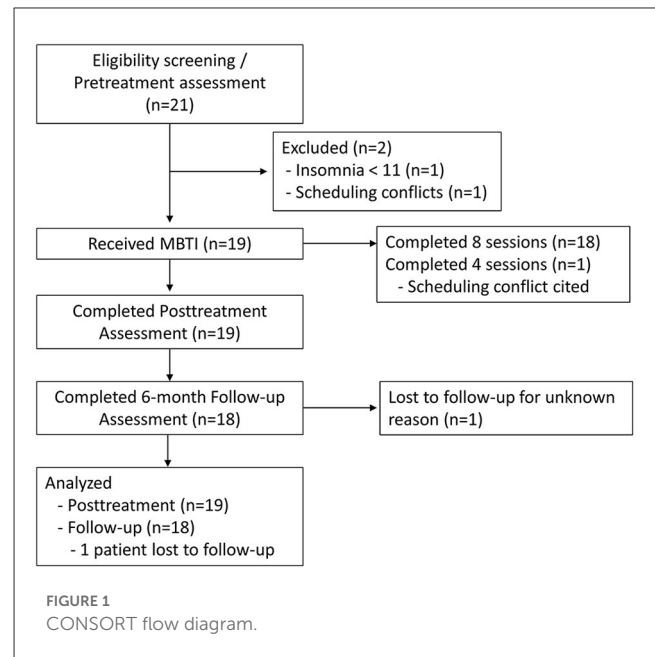 Eligibility screening /
Pretreatment assessment
(n=21)
Excluded (n=2)
- Insomnia < 11 (n=1)
- Scheduling conflicts (n=1)
Received MBTI (n=19)
Completed 8 sessions (n=18)
Completed 4 sessions (n=1)
- Scheduling conflict cited
Completed Posttreatment
Assessment (n=19)
Completed 6-month Follow-up
Assessment (n=18)
Lost to follow-up for unknown
reason (n=1)
Analyzed
- Posttreatment (n=19)
- Follow-up (n=18)
- 1 patient lost to follow-up
FIGURE 1
CONSORT flow diagram.